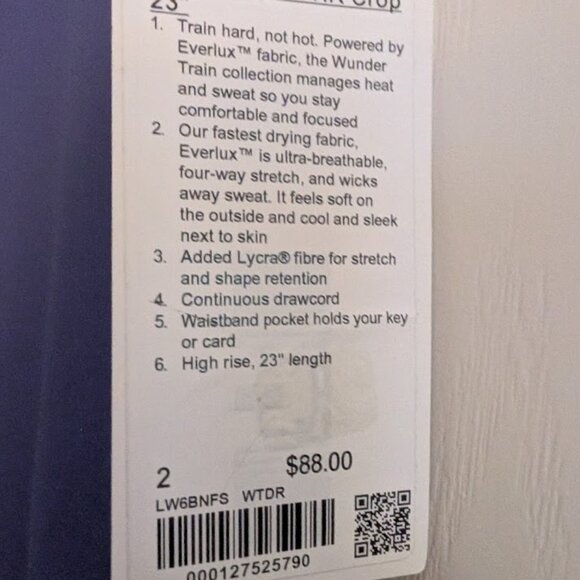 Crop
23"
1. Train hard, not hot. Powered by
Everlux™ fabric, the Wunder
Train collection manages heat
and sweat so you stay
comfortable and focused
2. Our fastest drying fabric,
Everlux™ is ultra-breathable,
four-way stretch, and wicks
away sweat. It feels soft on
the outside and cool and sleek
next to skin
3. Added Lycra® fibre for stretch
and shape retention
4. Continuous drawcord
5. Waistband pocket holds your key
or card
6. High rise, 23" length
2 $88.00
LW6BNFS WTDR
000127525790